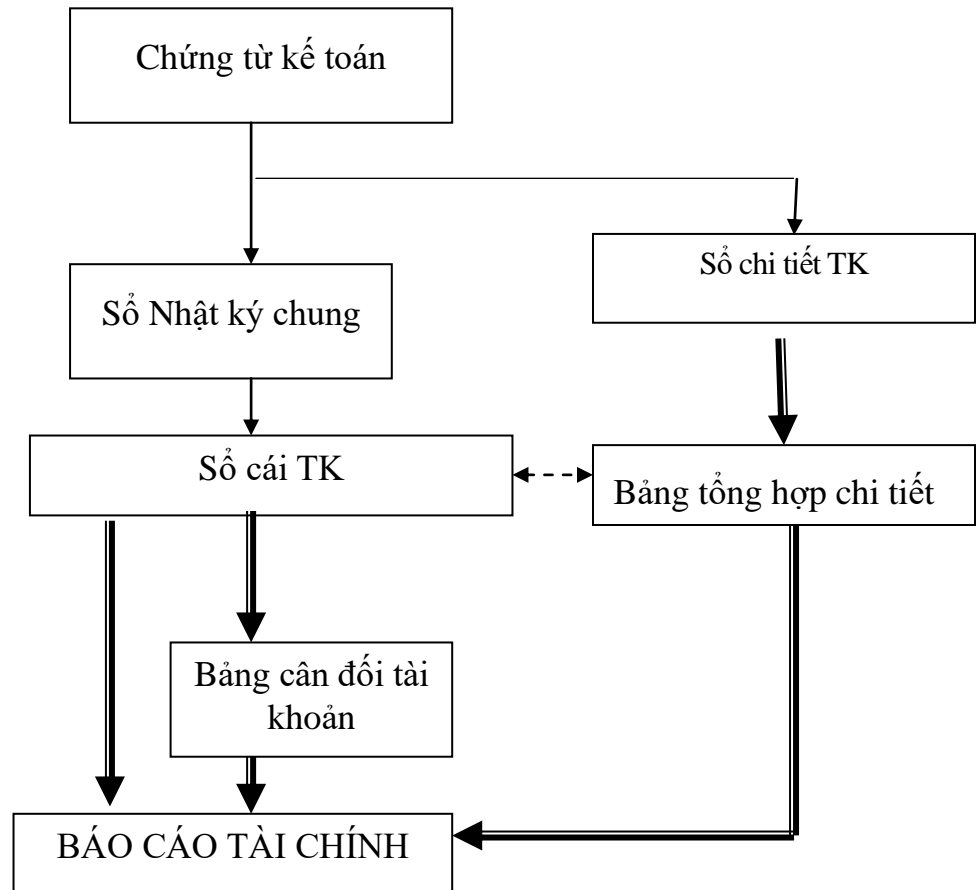 Chứng từ kế toán
Sổ chi tiết TK
Sổ Nhật ký chung
Sổ cái TK
Bảng tổng hợp chi tiết
Bảng cân đối tài
khoản
BÁO CÁO TÀI CHÍNH